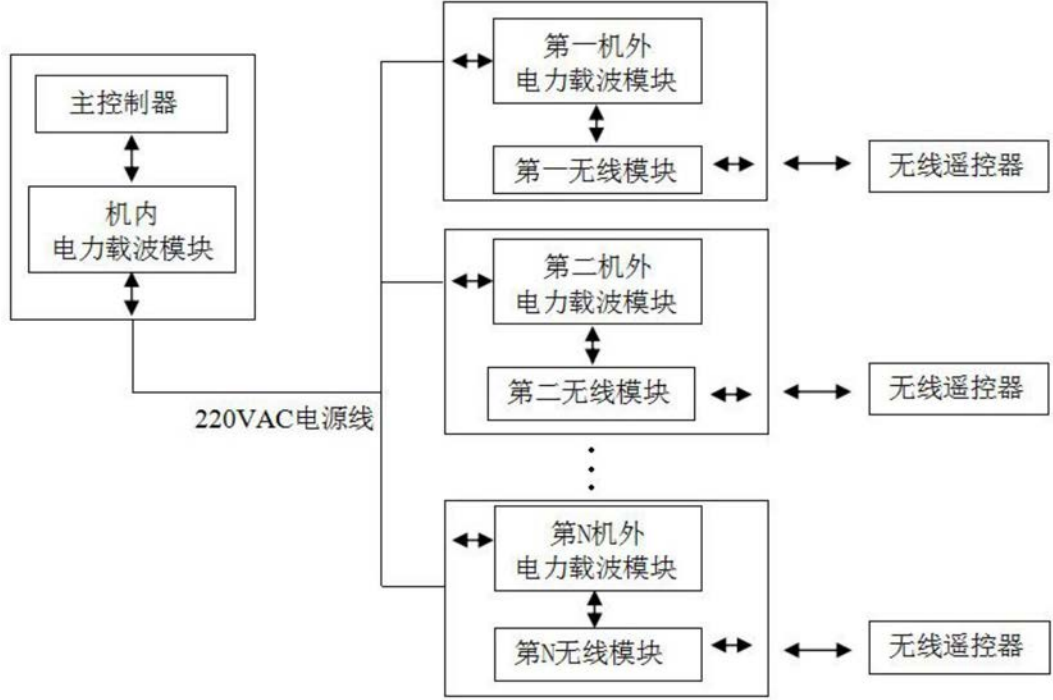 主控制器
机内
电力载波模块
220VAC电源线
第一机外
电力载波模块
第一无线模块
无线遥控器
第二机外
电力载波模块
第二无线模块
无线遥控器
第N机外
电力载波模块
第N无线模块
无线遥控器